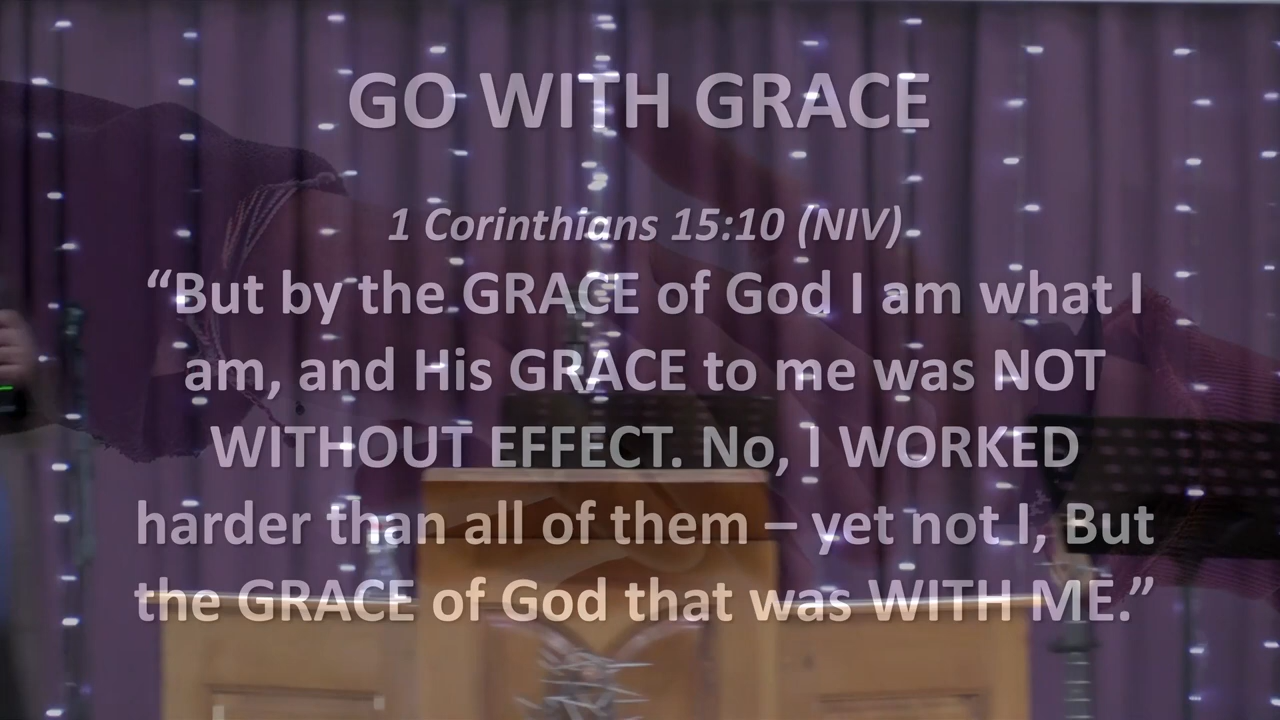 GO WITH GRACE
1 Corinthians 15:10 (NIV)
“But by the GRACE of God I am what I
am, and His GRACE to me was NOT
WITHOUT EFFECT. No, I WORKED
harder than all of them – yet not I, But
the GRACE of God that was WITH ME.”